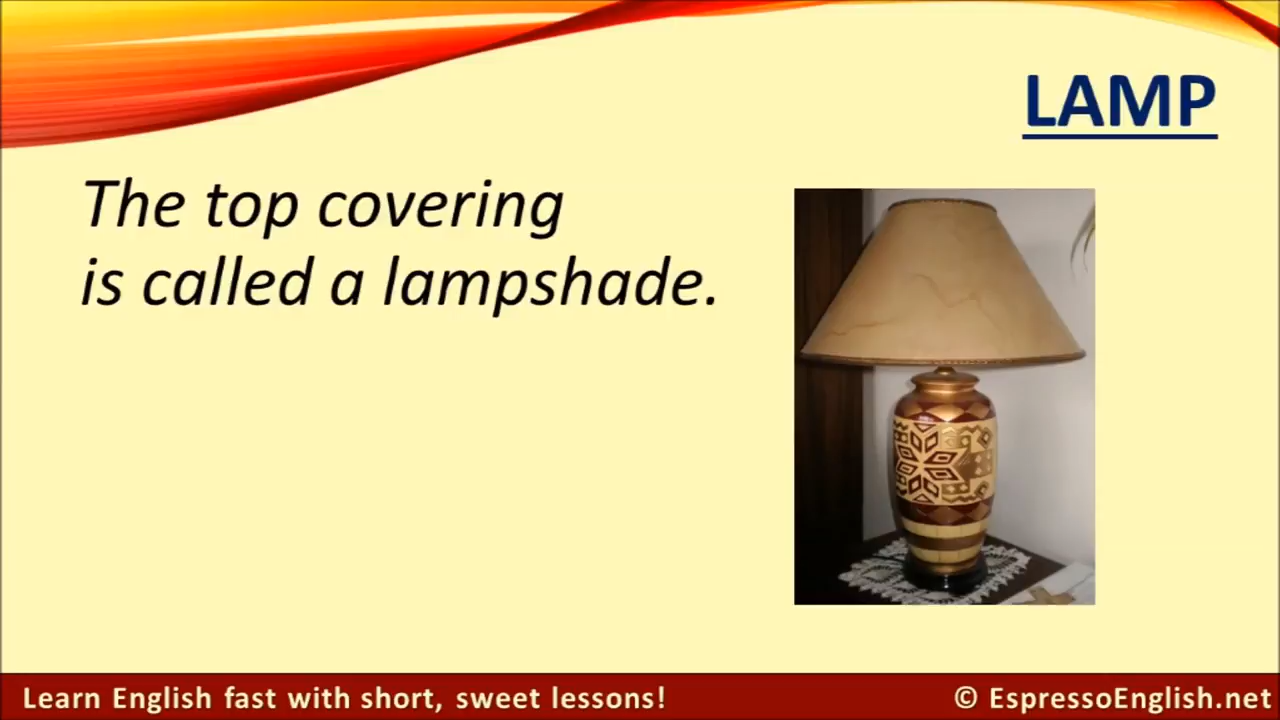 LAMP
The top covering
is called a lampshade.
Learn English fast with short, sweet lessons!
© EspressoEnglish.net